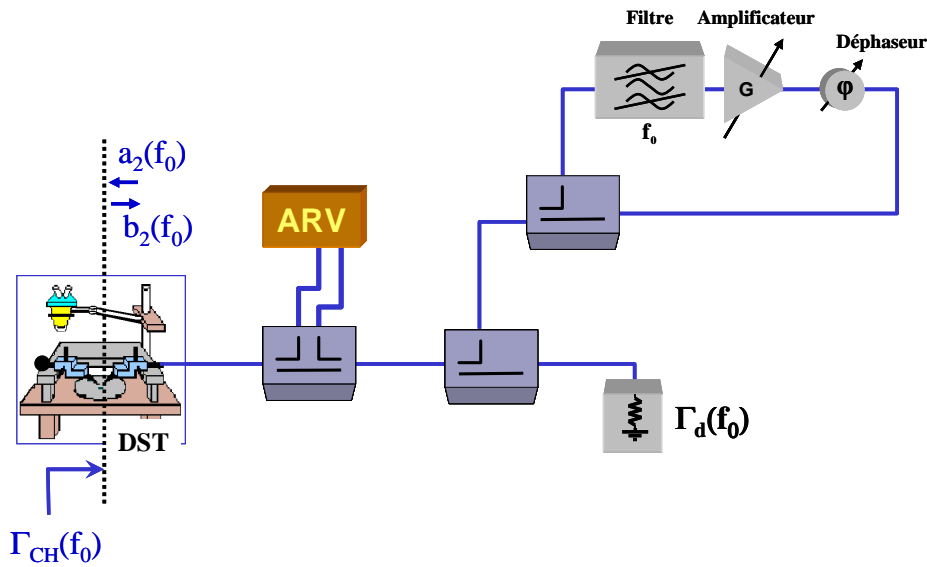 Filtre
Amplificateur
Déphaseur
G
φ
f₀
a₂(f₀)
b₂(f₀)
ARV
DST
Γd(f₀)
ΓCH(f₀)